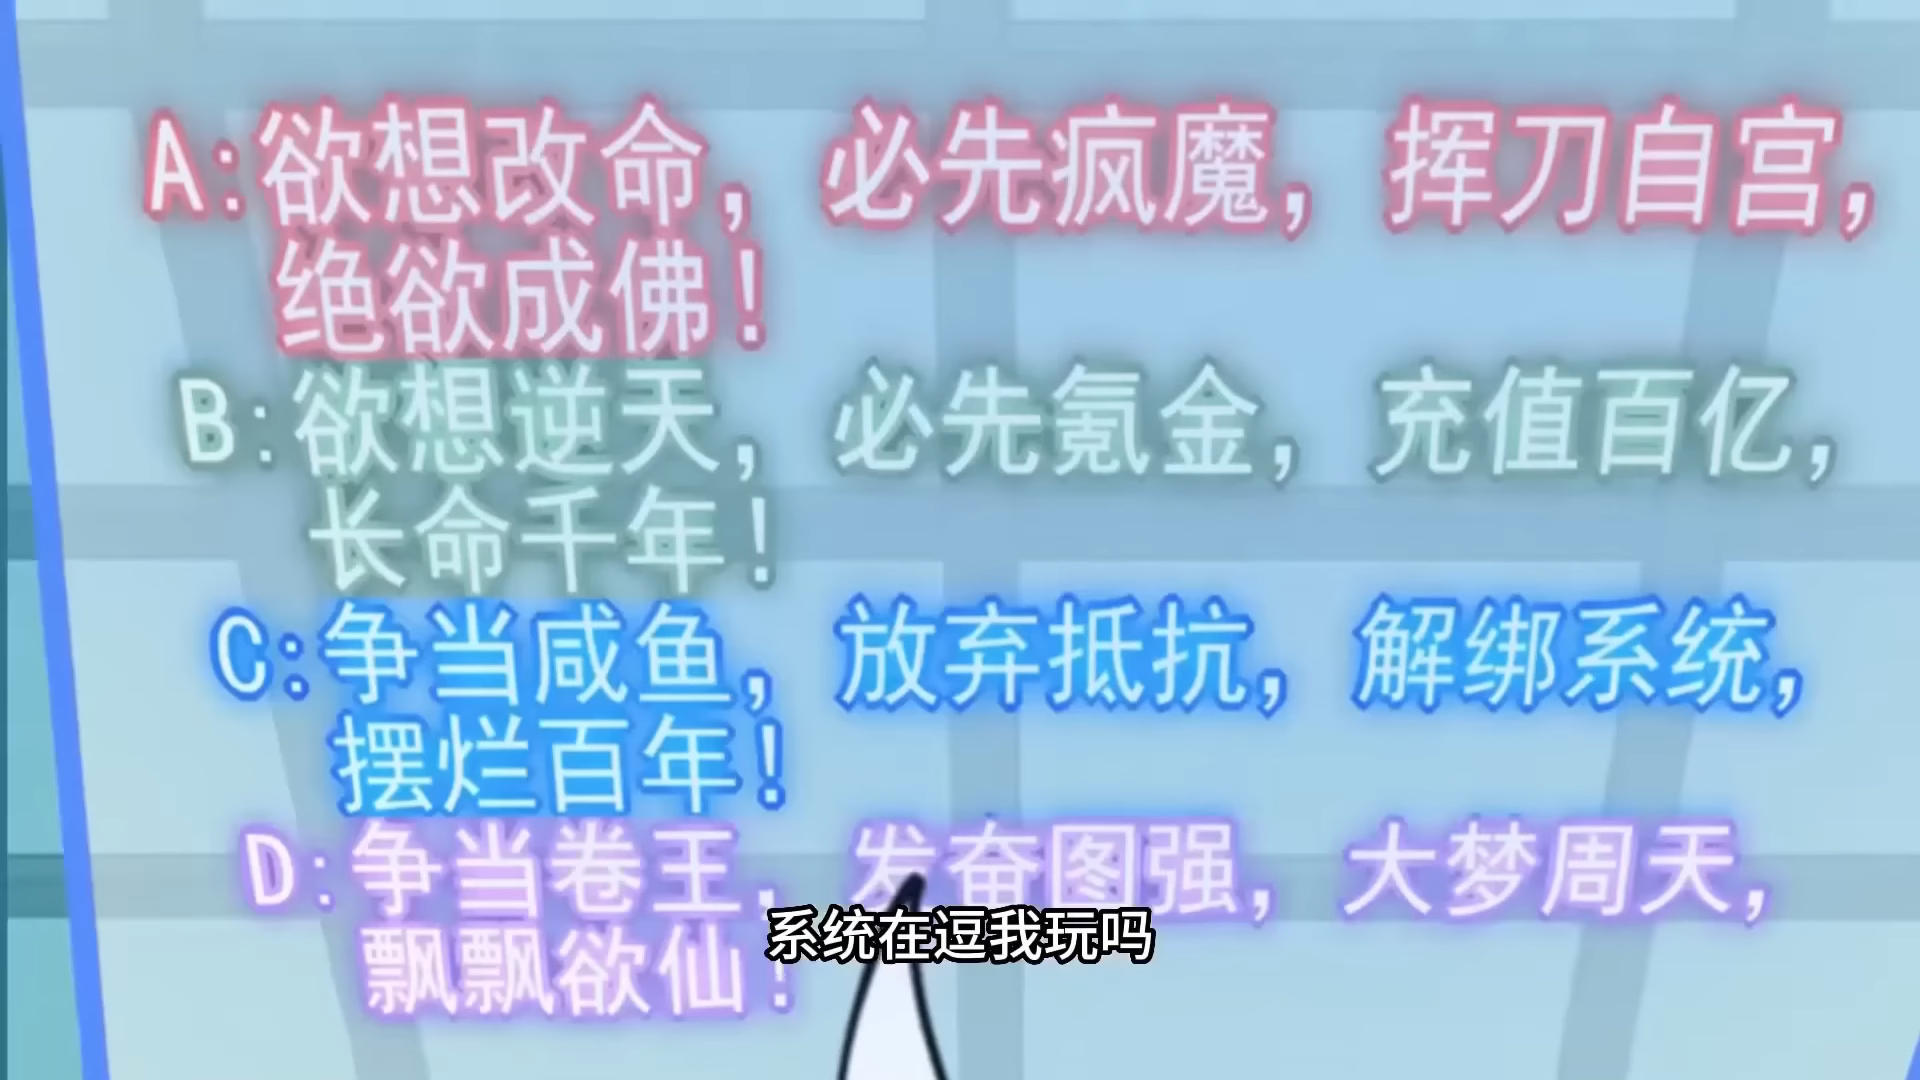 A:欲想改命，必先疯魔，挥刀自宫，
绝欲成佛！
B:欲想逆天，必先氪金，充值百亿，
长命千年！
C:争当咸鱼，放弃抵抗，解绑系统，
摆烂百年！
D:争当卷王，发奋图强，大梦周天，
飘飘欲仙！
系统在逗我玩吗